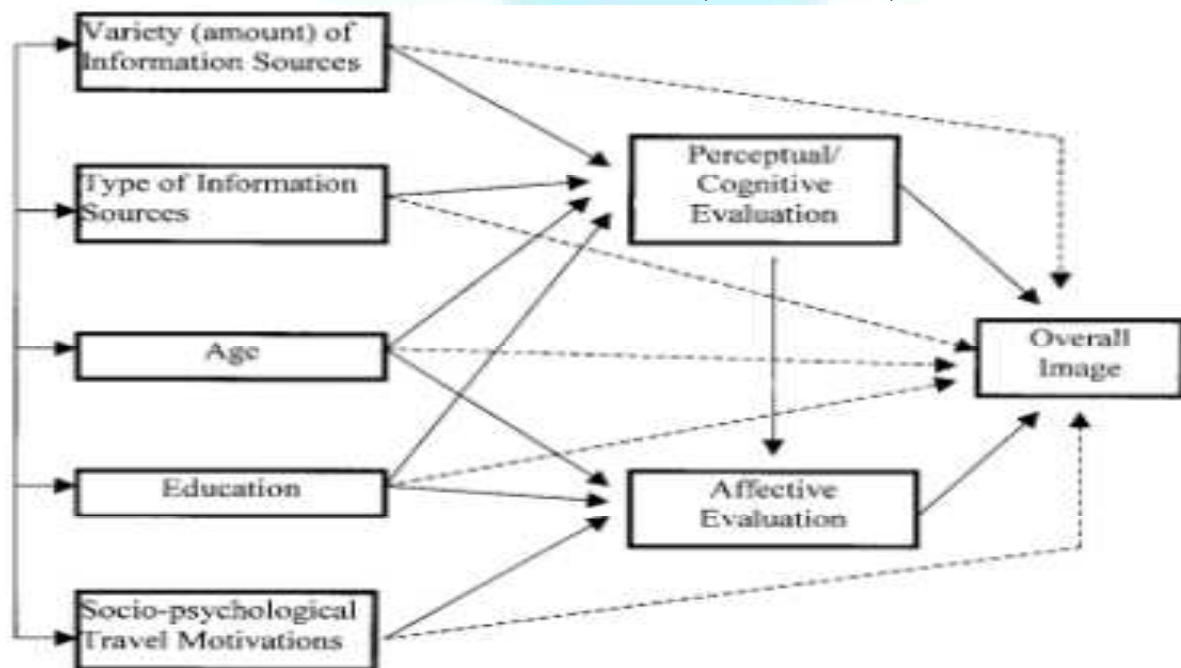 Variety (amount) of
Information Sources
Type of Information
Sources
Age
Education
Socio-psychological
Travel Motivations
Perceptual/
Cognitive
Evaluation
Affective
Evaluation
Overall
Image